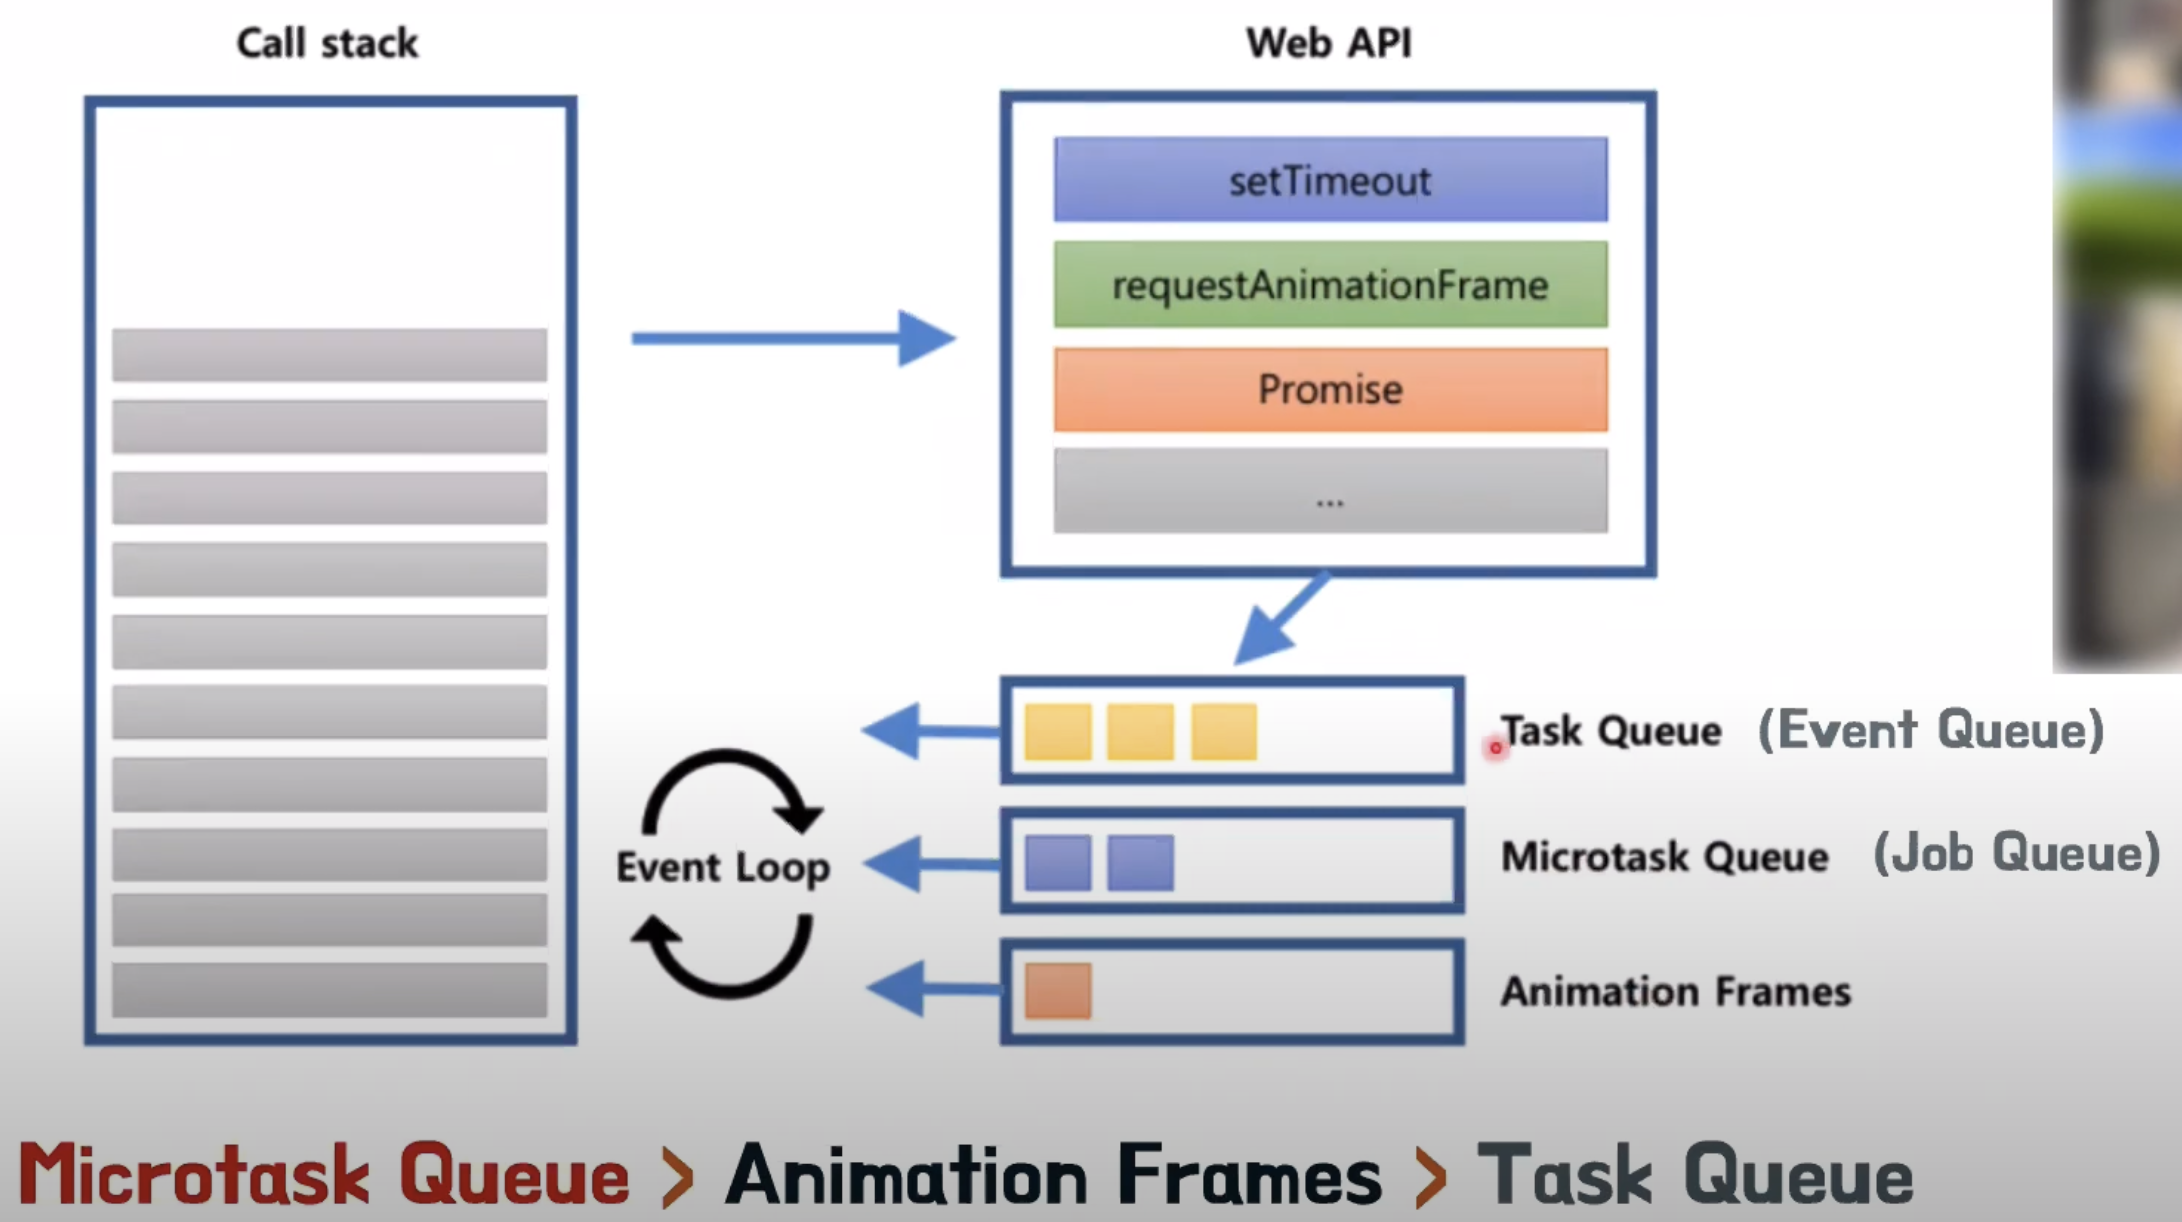 Call stack
Web API
setTimeout
requestAnimationFrame
Promise
...
Task Queue (Event Queue)
Event Loop
Microtask Queue (Job Queue)
Animation Frames
Microtask Queue > Animation Frames > Task Queue